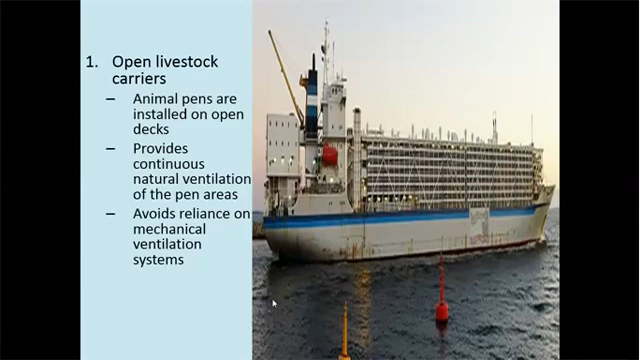 1. Open livestock
carriers
– Animal pens are
installed on open
decks
– Provides
continuous
natural ventilation
of the pen areas
– Avoids reliance on
mechanical
ventilation
systems